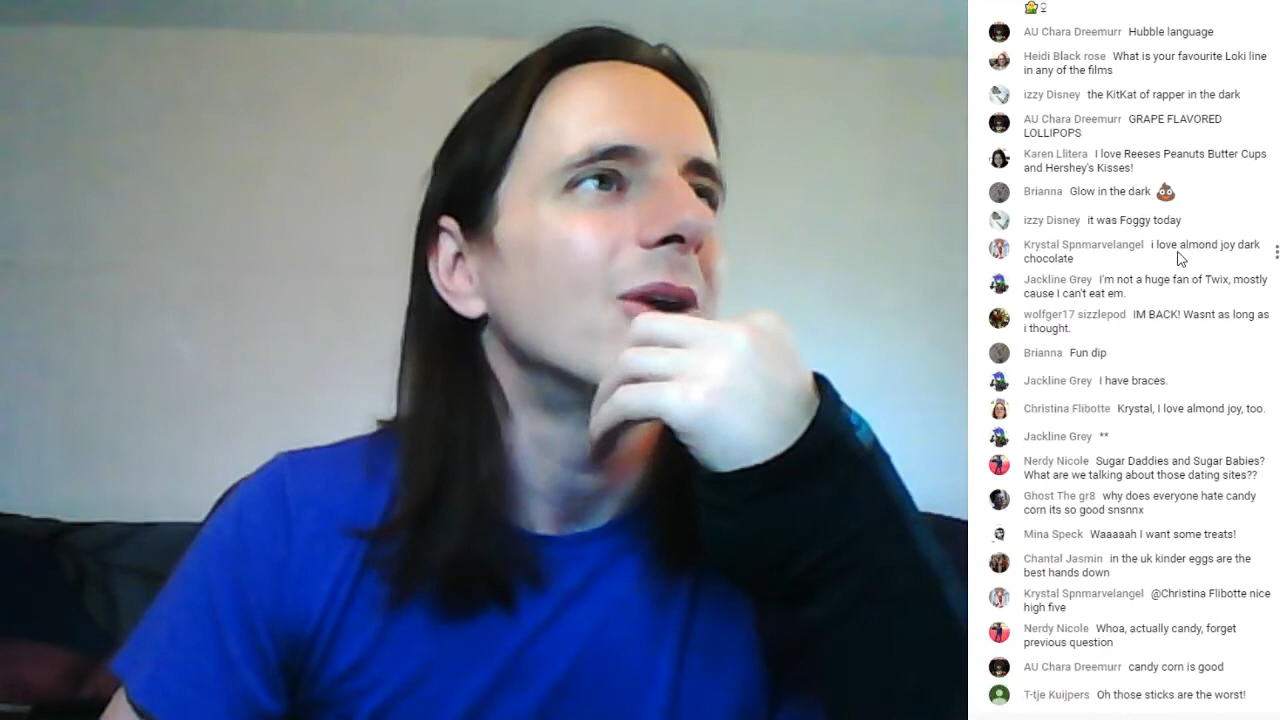 AU Chara Dreemurr Hubble language
Heidi Black rose What is your favourite Loki line
in any of the films
izzy Disney the KitKat of rapper in the dark
AU Chara Dreemurr GRAPE FLAVORED
LOLLIPOPS
Karen Llitera I love Reeses Peanuts Butter Cups
and Hershey's Kisses!
Brianna Glow in the dark 💩
izzy Disney it was Foggy today
Krystal Spnmarvelangel i love almond joy dark
chocolate
Jackline Grey I'm not a huge fan of Twix, mostly
cause I can't eat em.
wolfger17 sizzlepod IM BACK! Wasnt as long as
i thought.
Brianna Fun dip
Jackline Grey I have braces.
Christina Flibotte Krystal, I love almond joy, too.
Jackline Grey **
Nerdy Nicole Sugar Daddies and Sugar Babies?
What are we talking about those dating sites??
Ghost The gr8 why does everyone hate candy
corn its so good snsnnx
Mina Speck Waaaaah I want some treats!
Chantal Jasmin in the uk kinder eggs are the
best hands down
Krystal Spnmarvelangel @Christina Flibotte nice
high five
Nerdy Nicole Whoa, actually candy, forget
previous question
AU Chara Dreemurr candy corn is good
T-tje Kuijpers Oh those sticks are the worst!